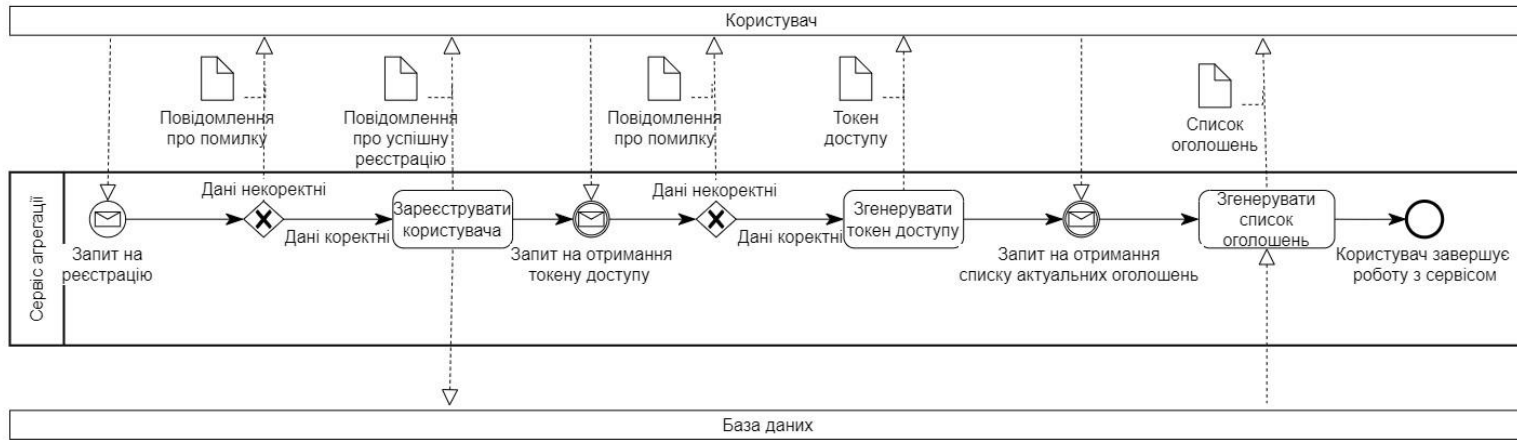 Користувач
Повідомлення
про помилку
Повідомлення
про успішну
реєстрацію
Повідомлення
про помилку
Токен
доступу
Список
оголошень
Сервіс агрегації
Запит на
реєстрацію
Дані некоректні
Дані коректні
Зареєструвати
користувача
Запит на отримання
токену доступу
Дані некоректні
Дані коректні
Згенерувати
токен доступу
Запит на отримання
списку актуальних оголошень
Згенерувати
список
оголошень
Користувач завершує
роботу з сервісом
База даних